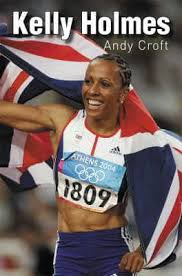 Kelly Holmes
Andy Croft
ATHENS 2004
1809